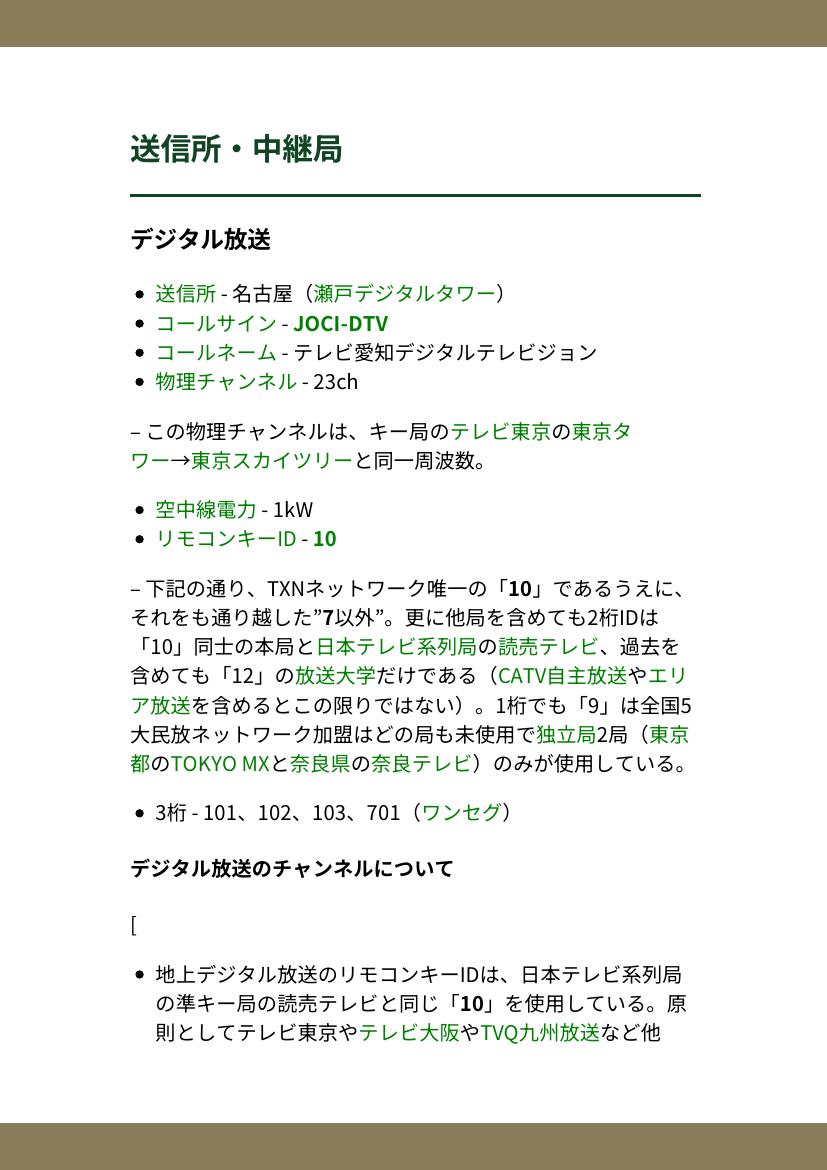 送信所・中継局
デジタル放送
• 送信所 - 名古屋（瀬戸デジタルタワー）
• コールサイン - JOCI-DTV
• コールネーム - テレビ愛知デジタルテレビジョン
• 物理チャンネル - 23ch
– この物理チャンネルは、キー局のテレビ東京の東京タ
ワー→東京スカイツリーと同一周波数。
• 空中線電力 - 1kW
• リモコンキーID - 10
– 下記の通り、TXNネットワーク唯一の「10」であるうえに、
それをも通り越した”7以外”。更に他局を含めても2桁IDは
「10」同士の本局と日本テレビ系列局の読売テレビ、過去を
含めても「12」の放送大学だけである（CATV自主放送やエリ
ア放送を含めるとこの限りではない）。1桁でも「9」は全国5
大民放ネットワーク加盟はどの局も未使用で独立局2局（東京
都のTOKYO MXと奈良県の奈良テレビ）のみが使用している。
• 3桁 - 101、102、103、701（ワンセグ）
デジタル放送のチャンネルについて
[
• 地上デジタル放送のリモコンキーIDは、日本テレビ系列局
の準キー局の読売テレビと同じ「10」を使用している。原
則としてテレビ東京やテレビ大阪やTVQ九州放送など他